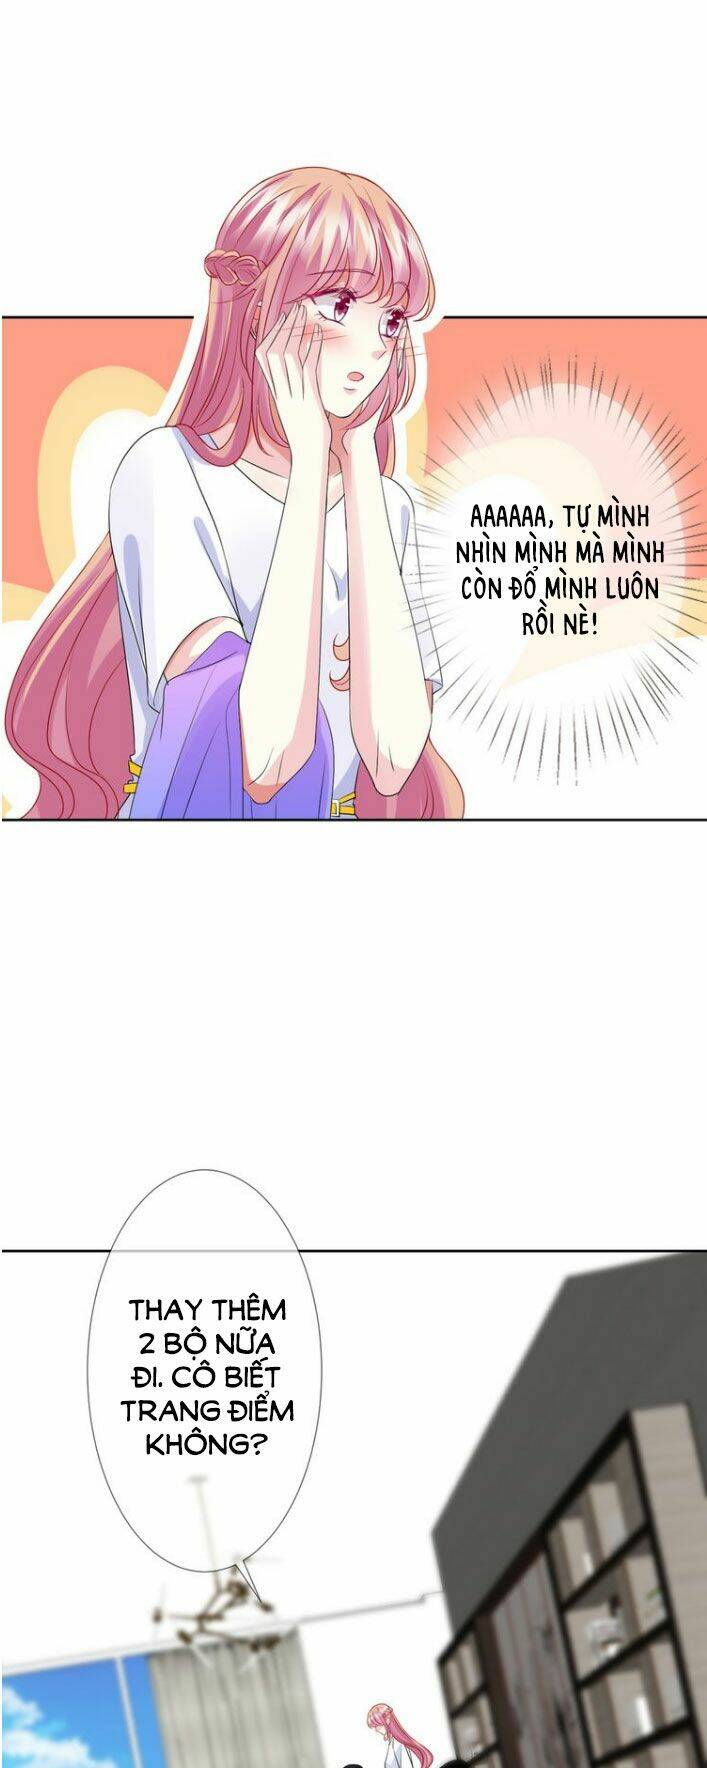 AAAAAA, TỰ MÌNH
NHÌN MÌNH MÀ MÌNH
CÒN ĐỔ MÌNH LUÔN
RỒI NÈ!
THAY THÊM
2 BỘ NỮA
ĐI. CÔ BIẾT
TRANG ĐIỂM
KHÔNG?